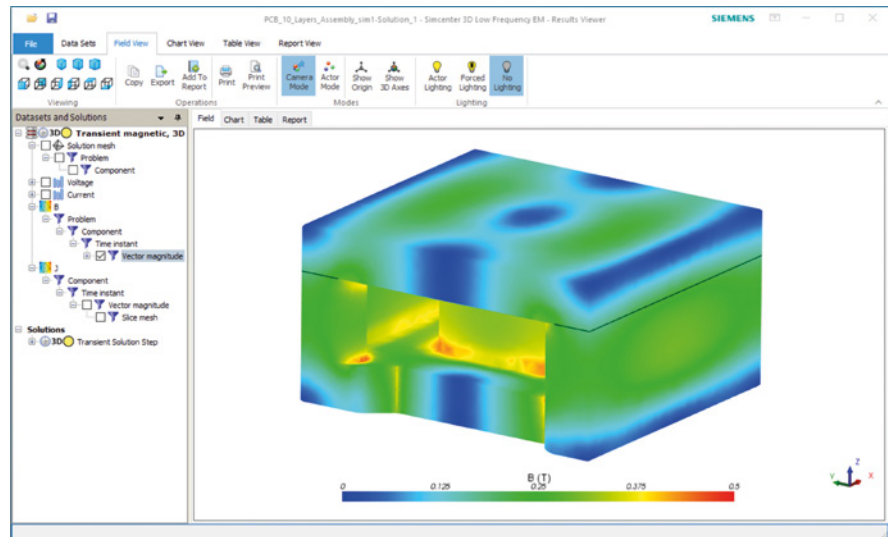 PCB_10_Layers_Assembly_sim1-Solution_1 - Simcenter 3D Low Frequency EM - Results Viewer
SIEMENS
File
Data Sets
Field View
Chart View
Table View
Report View
Copy
Export
Add To Report
Print
Print Preview
Camera Mode
Actor Mode
Show Origin
Show 3D Axes
Actor Lighting
Forced Lighting
No Lighting
Viewing
Operations
Modes
Lighting
Datasets and Solutions
Field
Chart
Table
Report
3D Transient magnetic, 3D
Solution mesh
Problem
Component
Voltage
Current
B
Problem
Component
Time instant
Vector magnitude
J
Component
Time instant
Vector magnitude
Slice mesh
Solutions
3D Transient Solution Step
B (T)
0
0.125
0.25
0.375
0.5
Z
Y
X